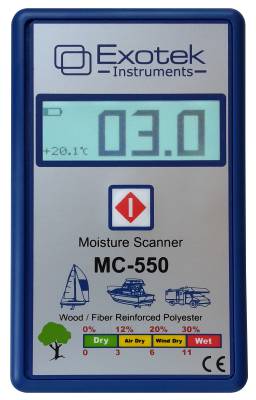 Exotek
Instruments
03.0
+20.1°C
Moisture Scanner
MC-550
Wood / Fiber Reinforced Polyester
0% 12% 20% 30%
Dry Air Dry Wind Dry Wet
0 3 6 11
CE